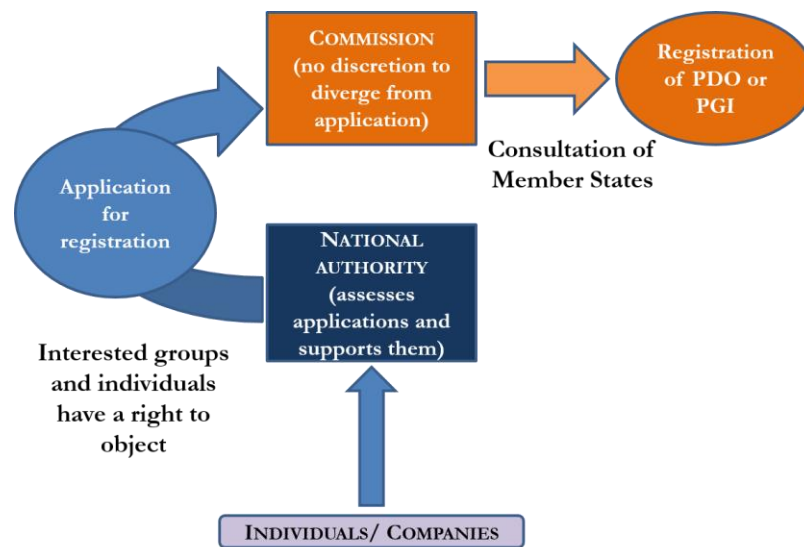 COMMISSION
(no discretion to
diverge from
application)
Registration
of PDO or
PGI
Consultation of
Member States
Application
for
registration
NATIONAL
AUTHORITY
(assesses
applications and
supports them)
Interested groups
and individuals
have a right to
object
INDIVIDUALS/ COMPANIES